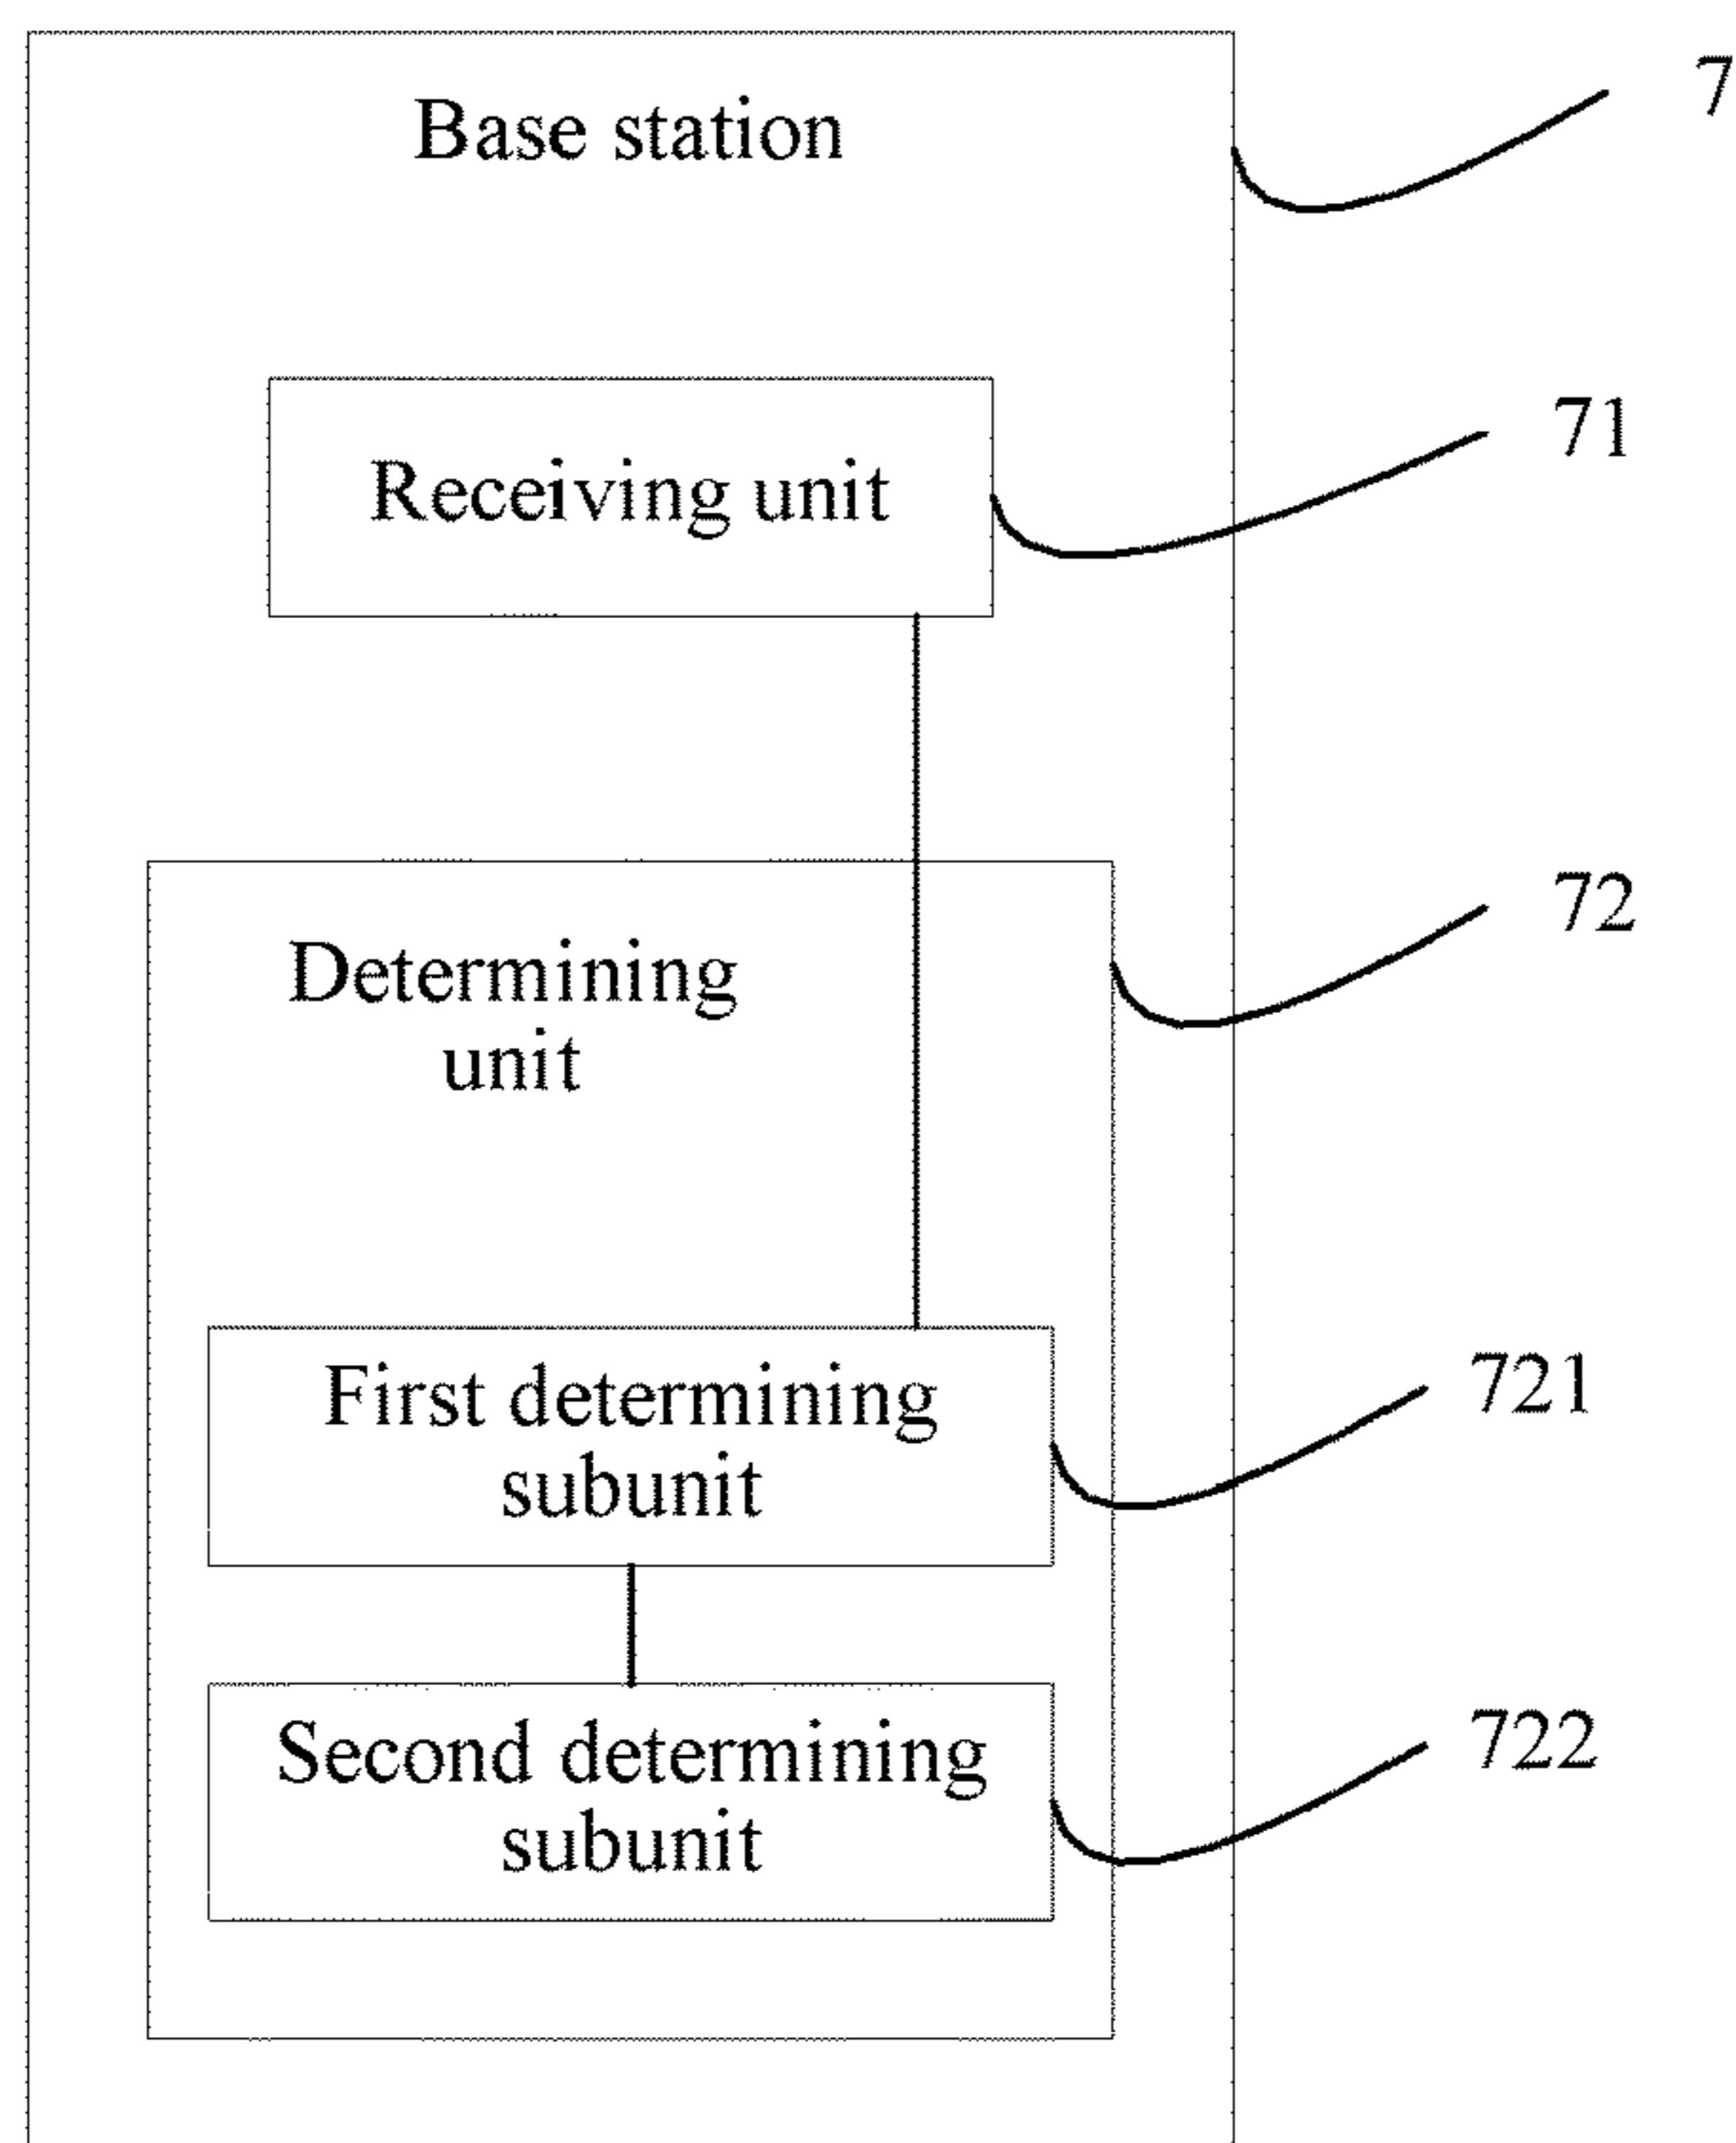 Base station
7
Receiving unit
71
Determining
unit
72
First determining
subunit
721
Second determining
subunit
722